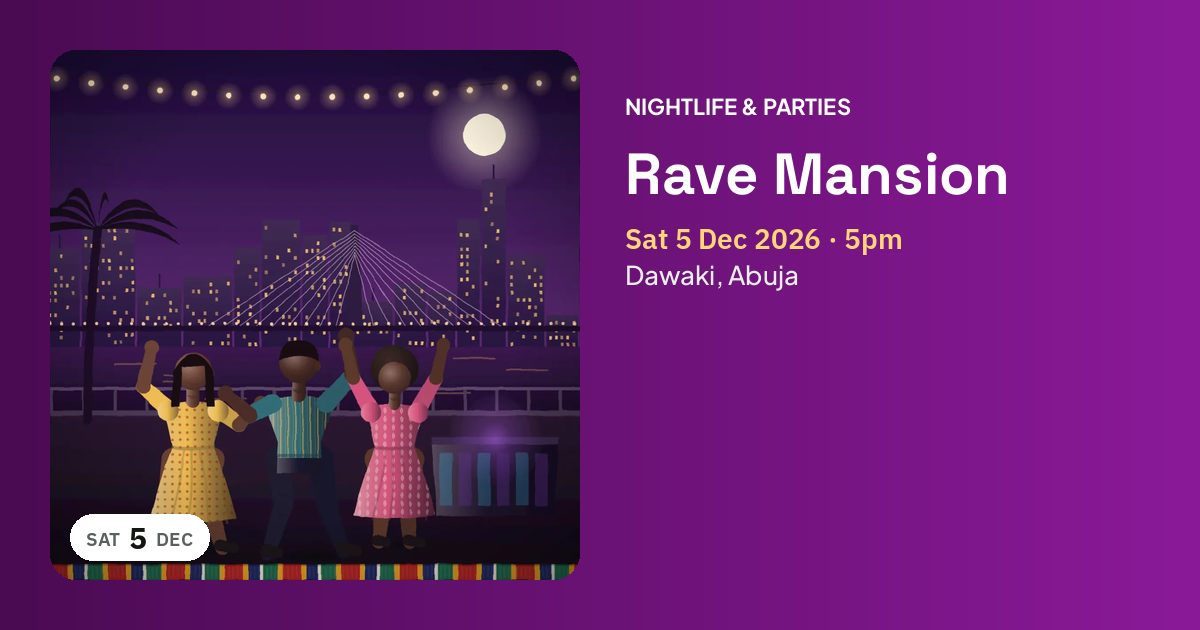 NIGHTLIFE & PARTIES
Rave Mansion
Sat 5 Dec 2026 · 5pm
Dawaki, Abuja
SAT 5 DEC